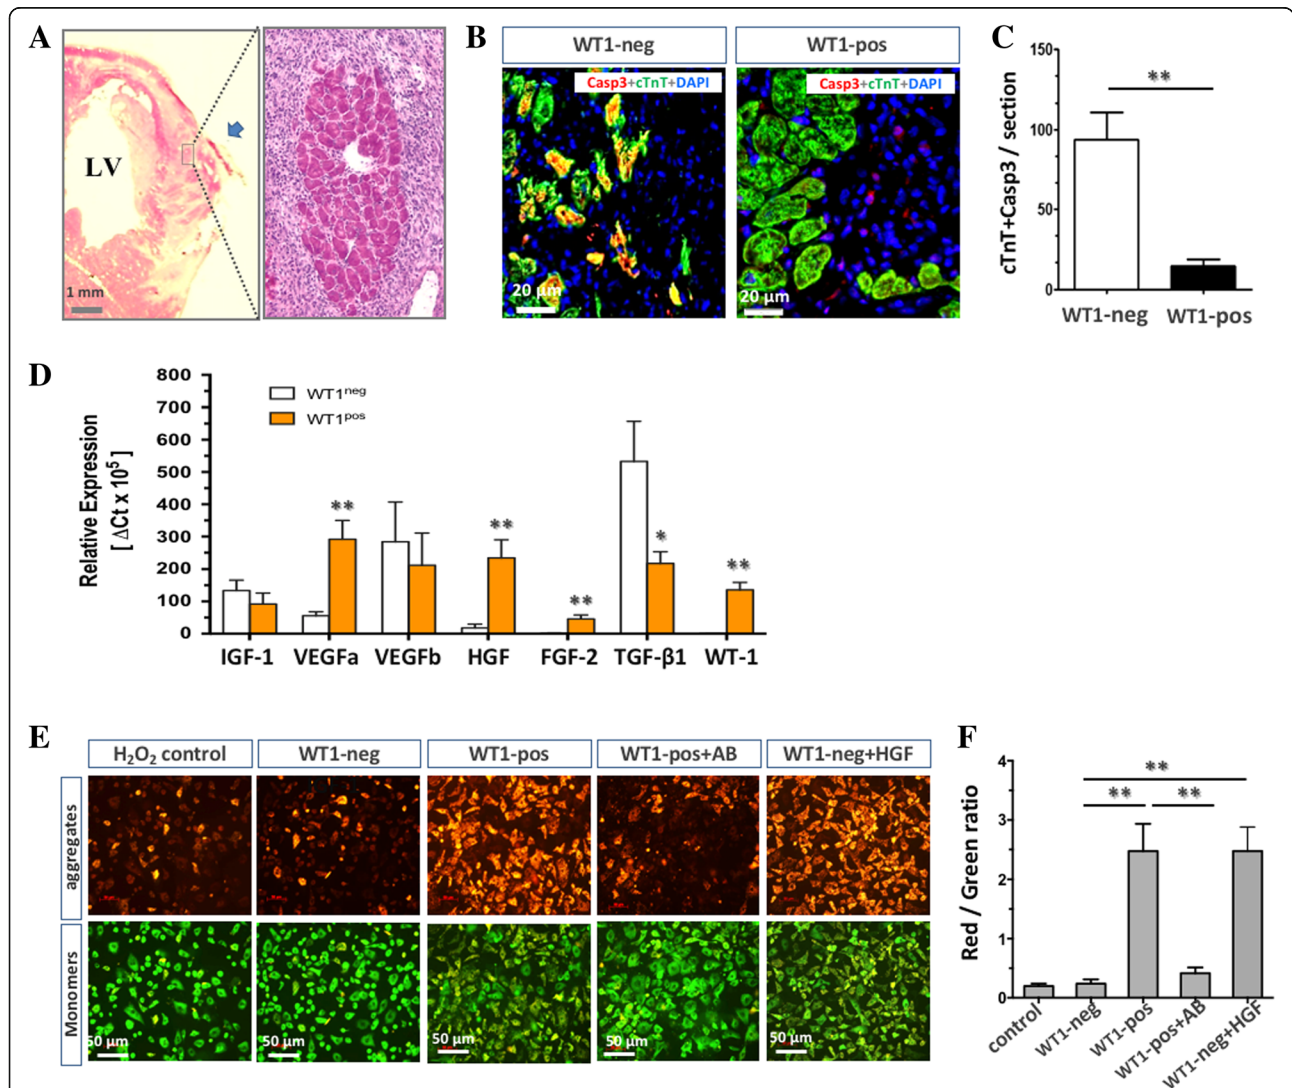 A
LV
1 mm
B
WT1-neg
WT1-pos
Casp3+cTnT+DAPI
Casp3+cTnT+DAPI
20 µm
20 µm
C
cTnT+Casp3 / section
150
100
50
0
**
WT1-neg
WT1-pos
D
Relative Expression
[ ΔCt x 10⁵ ]
800
700
600
500
400
300
200
100
0
WT1ⁿᵉᵍ
WT1ᵖᵒˢ
**
**
**
*
**
IGF-1
VEGFa
VEGFb
HGF
FGF-2
TGF-β1
WT-1
E
H₂O₂ control
WT1-neg
WT1-pos
WT1-pos+AB
WT1-neg+HGF
aggregates
Monomers
50 µm
50 µm
50 µm
50 µm
50 µm
F
Red / Green ratio
4
3
2
1
0
**
**
**
control
WT1-neg
WT1-pos
WT1-pos+AB
WT1-neg+HGF